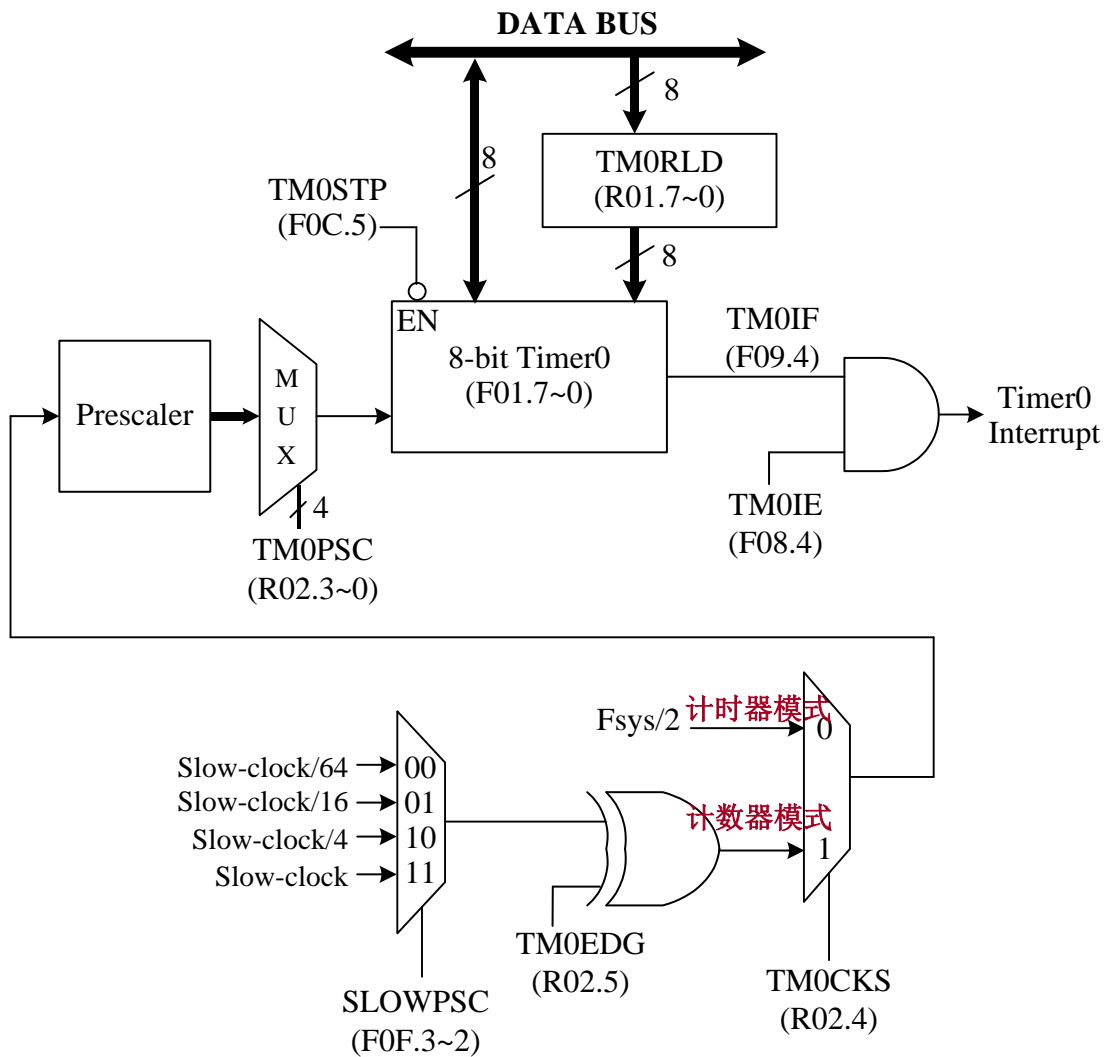 DATA BUS
8
8
TM0RLD
(R01.7~0)
TM0STP
(F0C.5)
8
EN
8-bit Timer0
(F01.7~0)
TM0IF
(F09.4)
Prescaler
M
U
X
Timer0
Interrupt
4
TM0PSC
(R02.3~0)
TM0IE
(F08.4)
Fsys/2
计时器模式
0
Slow-clock/64
00
Slow-clock/16
01
Slow-clock/4
10
Slow-clock
11
计数器模式
1
TM0EDG
(R02.5)
TM0CKS
(R02.4)
SLOWPSC
(F0F.3~2)